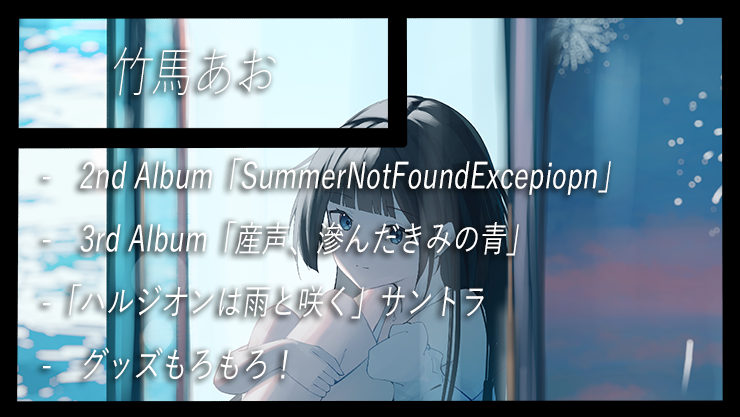 竹馬あお
-　2nd Album「SummerNotFoundExcepiopn」
-　3rd Album「産声、滲んだきみの青」
-「ハルジオンは雨と咲く」サントラ
-　グッズもろもろ！